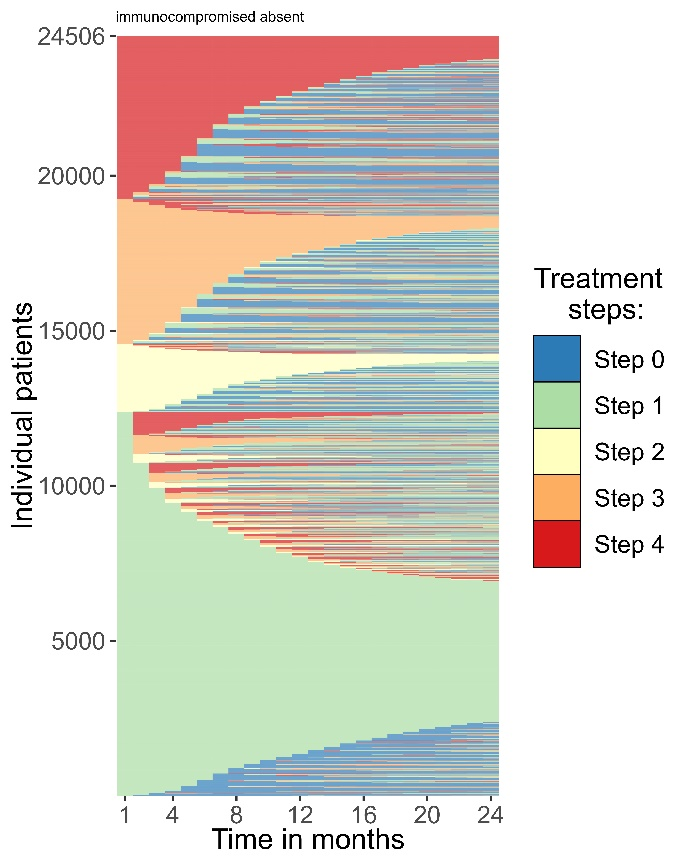 immunocompromised absent
24506
20000
15000
10000
5000
Individual patients
1 4 8 12 16 20 24
Time in months
Treatment
steps:
Step 0
Step 1
Step 2
Step 3
Step 4